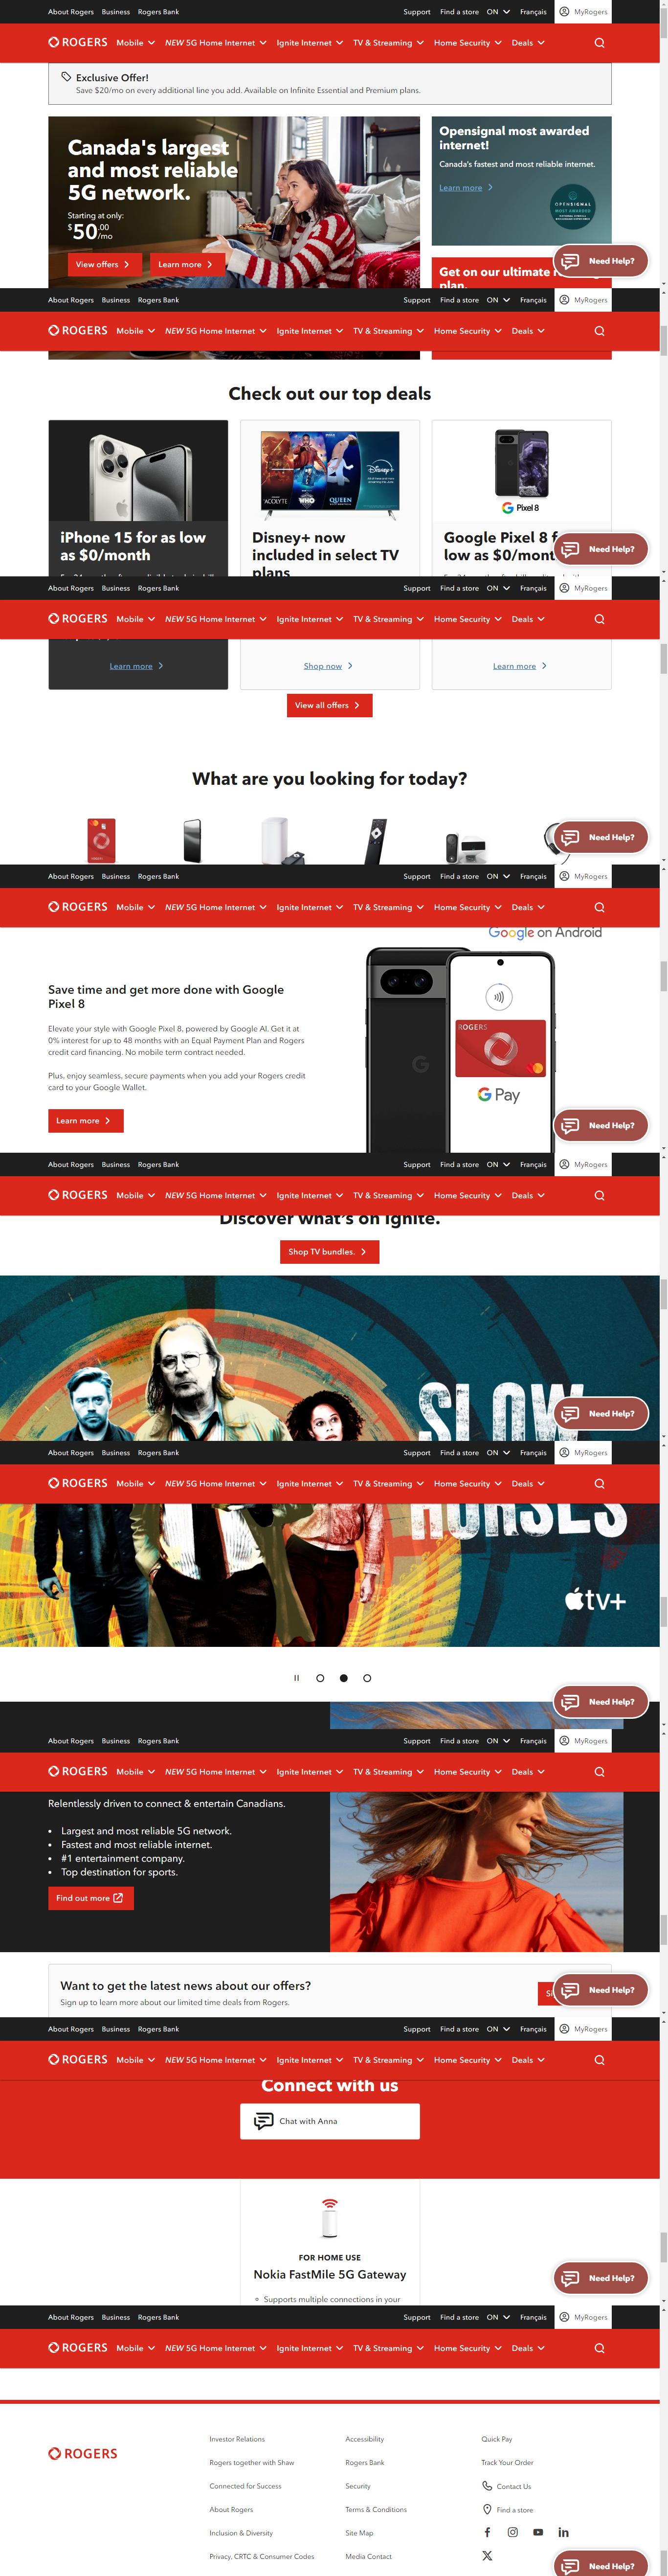 About Rogers Business Rogers Bank Support Find a store ON Français MyRogers
ROGERS Mobile NEW 5G Home Internet Ignite Internet TV & Streaming Home Security Deals
Exclusive Offer!
Save $20/mo on every additional line you add. Available on Infinite Essential and Premium plans.
Canada's largest
and most reliable
5G network.
Starting at only:
$50.00
/mo
View offers Learn more
Opensignal most awarded
internet!
Canada's fastest and most reliable internet.
Learn more
OPENSIGNAL
MOST AWARDED
Get on our ultimate
plan.
Need Help?
About Rogers Business Rogers Bank Support Find a store ON Français MyRogers
ROGERS Mobile NEW 5G Home Internet Ignite Internet TV & Streaming Home Security Deals
Check out our top deals
ACOLYTE WHO QUEEN Disney+
Pixel 8
iPhone 15 for as low
as $0/month
Disney+ now
included in select TV
plans
Google Pixel 8 f
low as $0/mont
Need Help?
About Rogers Business Rogers Bank Support Find a store ON Français MyRogers
ROGERS Mobile NEW 5G Home Internet Ignite Internet TV & Streaming Home Security Deals
Learn more
Shop now
Learn more
View all offers
What are you looking for today?
Need Help?
About Rogers Business Rogers Bank Support Find a store ON Français MyRogers
ROGERS Mobile NEW 5G Home Internet Ignite Internet TV & Streaming Home Security Deals
Google on Android
Save time and get more done with Google
Pixel 8
Elevate your style with Google Pixel 8, powered by Google AI. Get it at
0% interest for up to 48 months with an Equal Payment Plan and Rogers
credit card financing. No mobile term contract needed.
Plus, enjoy seamless, secure payments when you add your Rogers credit
card to your Google Wallet.
Learn more
ROGERS
G Pay
Need Help?
About Rogers Business Rogers Bank Support Find a store ON Français MyRogers
ROGERS Mobile NEW 5G Home Internet Ignite Internet TV & Streaming Home Security Deals
Discover what's on Ignite.
Shop TV bundles.
SLOW
Need Help?
About Rogers Business Rogers Bank Support Find a store ON Français MyRogers
ROGERS Mobile NEW 5G Home Internet Ignite Internet TV & Streaming Home Security Deals
HORSES
tv+
Need Help?
About Rogers Business Rogers Bank Support Find a store ON Français MyRogers
ROGERS Mobile NEW 5G Home Internet Ignite Internet TV & Streaming Home Security Deals
Relentlessly driven to connect & entertain Canadians.
• Largest and most reliable 5G network.
• Fastest and most reliable internet.
• #1 entertainment company.
• Top destination for sports.
Find out more
Want to get the latest news about our offers?
Sign up to learn more about our limited time deals from Rogers.
Need Help?
About Rogers Business Rogers Bank Support Find a store ON Français MyRogers
ROGERS Mobile NEW 5G Home Internet Ignite Internet TV & Streaming Home Security Deals
Connect with us
Chat with Anna
FOR HOME USE
Nokia FastMile 5G Gateway
Supports multiple connections in your
Need Help?
About Rogers Business Rogers Bank Support Find a store ON Français MyRogers
ROGERS Mobile NEW 5G Home Internet Ignite Internet TV & Streaming Home Security Deals
ROGERS
Investor Relations Accessibility Quick Pay
Rogers together with Shaw Rogers Bank Track Your Order
Connected for Success Security Contact Us
About Rogers Terms & Conditions Find a store
Inclusion & Diversity Site Map
Privacy, CRTC & Consumer Codes Media Contact
Need Help?